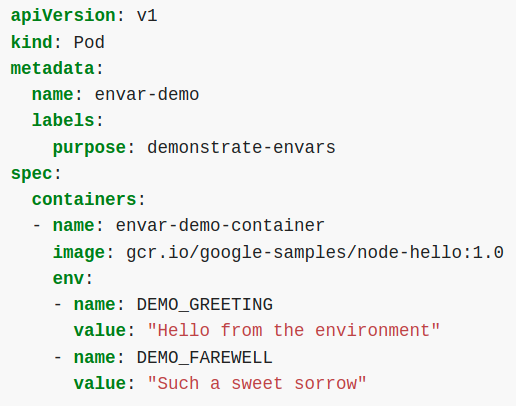 apiVersion: v1
kind: Pod
metadata:
  name: envar-demo
  labels:
    purpose: demonstrate-envars
spec:
  containers:
  - name: envar-demo-container
    image: gcr.io/google-samples/node-hello:1.0
    env:
    - name: DEMO_GREETING
      value: "Hello from the environment"
    - name: DEMO_FAREWELL
      value: "Such a sweet sorrow"